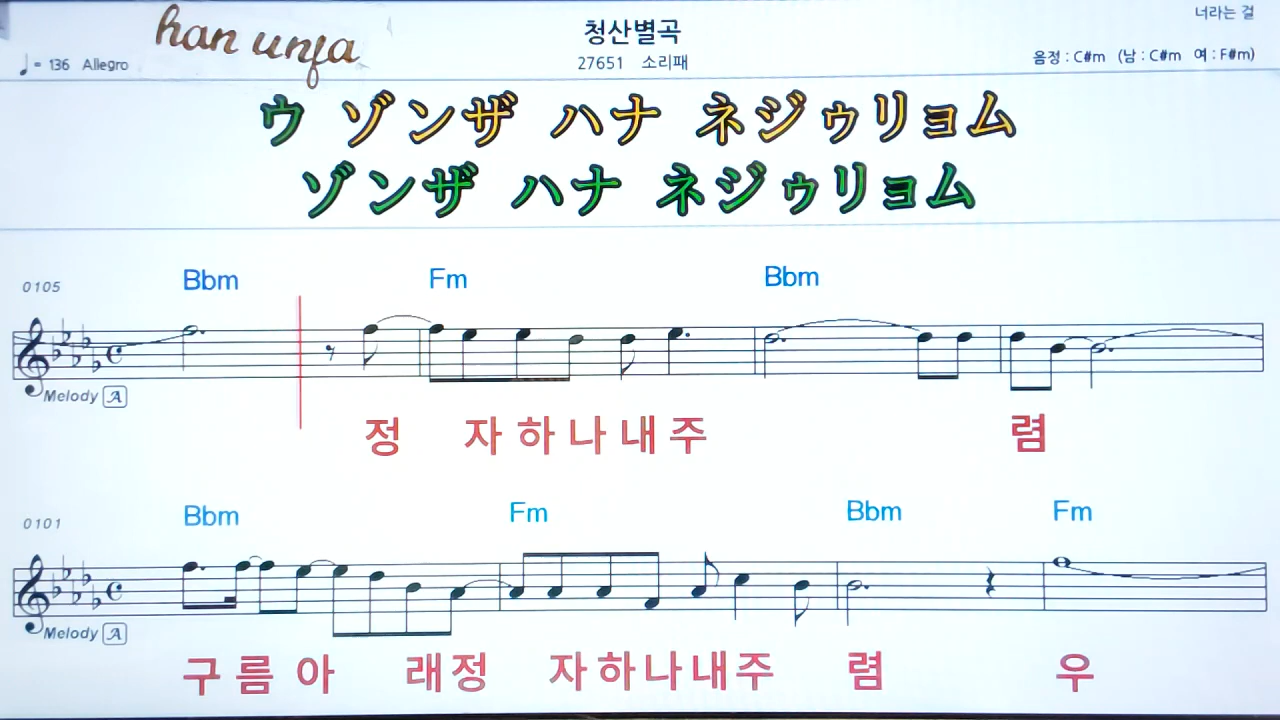 너라는 걸
han unja
청산별곡
♩= 136 Allegro
27651 소리패
음정 : C#m (남 : C#m 여 : F#m)
ウ ゾンザ ハナ ネジゥリョム
ゾンザ ハナ ネジゥリョム
0105 Bbm Fm Bbm
Melody A
정 자하나내주 렴
0101 Bbm Fm Bbm Fm
Melody A
구름아 래정 자하나내주 렴 우